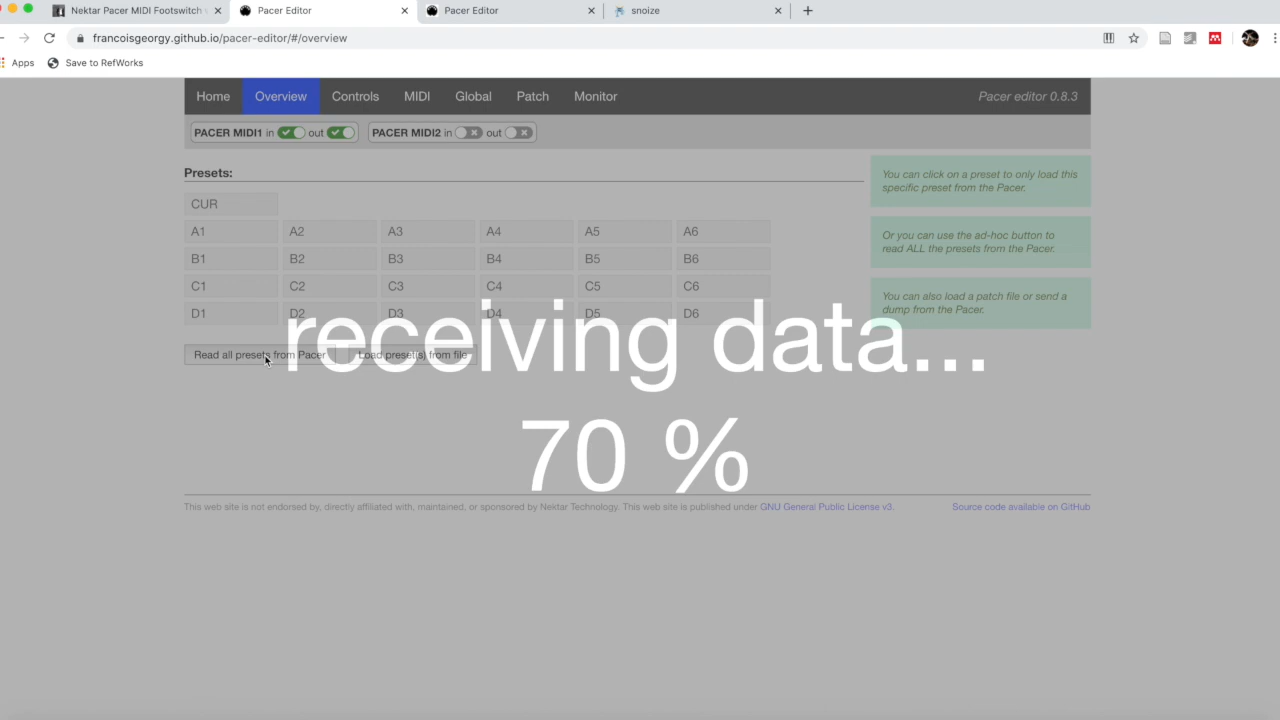 Nektar Pacer MIDI Footswitch
Pacer Editor
Pacer Editor
snoize
francoisgeorgy.github.io/pacer-editor/#/overview
Apps
Save to RefWorks
Home
Overview
Controls
MIDI
Global
Patch
Monitor
Pacer editor 0.8.3
PACER MIDI1 in out
PACER MIDI2 in out
Presets:
CUR
A1 A2 A3 A4 A5 A6
B1 B2 B3 B4 B5 B6
C1 C2 C3 C4 C5 C6
D1 D2 D3 D4 D5 D6
You can click on a preset to only load this
specific preset from the Pacer.
Or you can use the ad-hoc button to
read ALL the presets from the Pacer.
You can also load a patch file or send a
dump from the Pacer.
Read all presets from Pacer
Load preset(s) from file
receiving data...
70 %
This web site is not endorsed by, directly affiliated with, maintained, or sponsored by Nektar Technology. This web site is published under GNU General Public License v3.
Source code available on GitHub